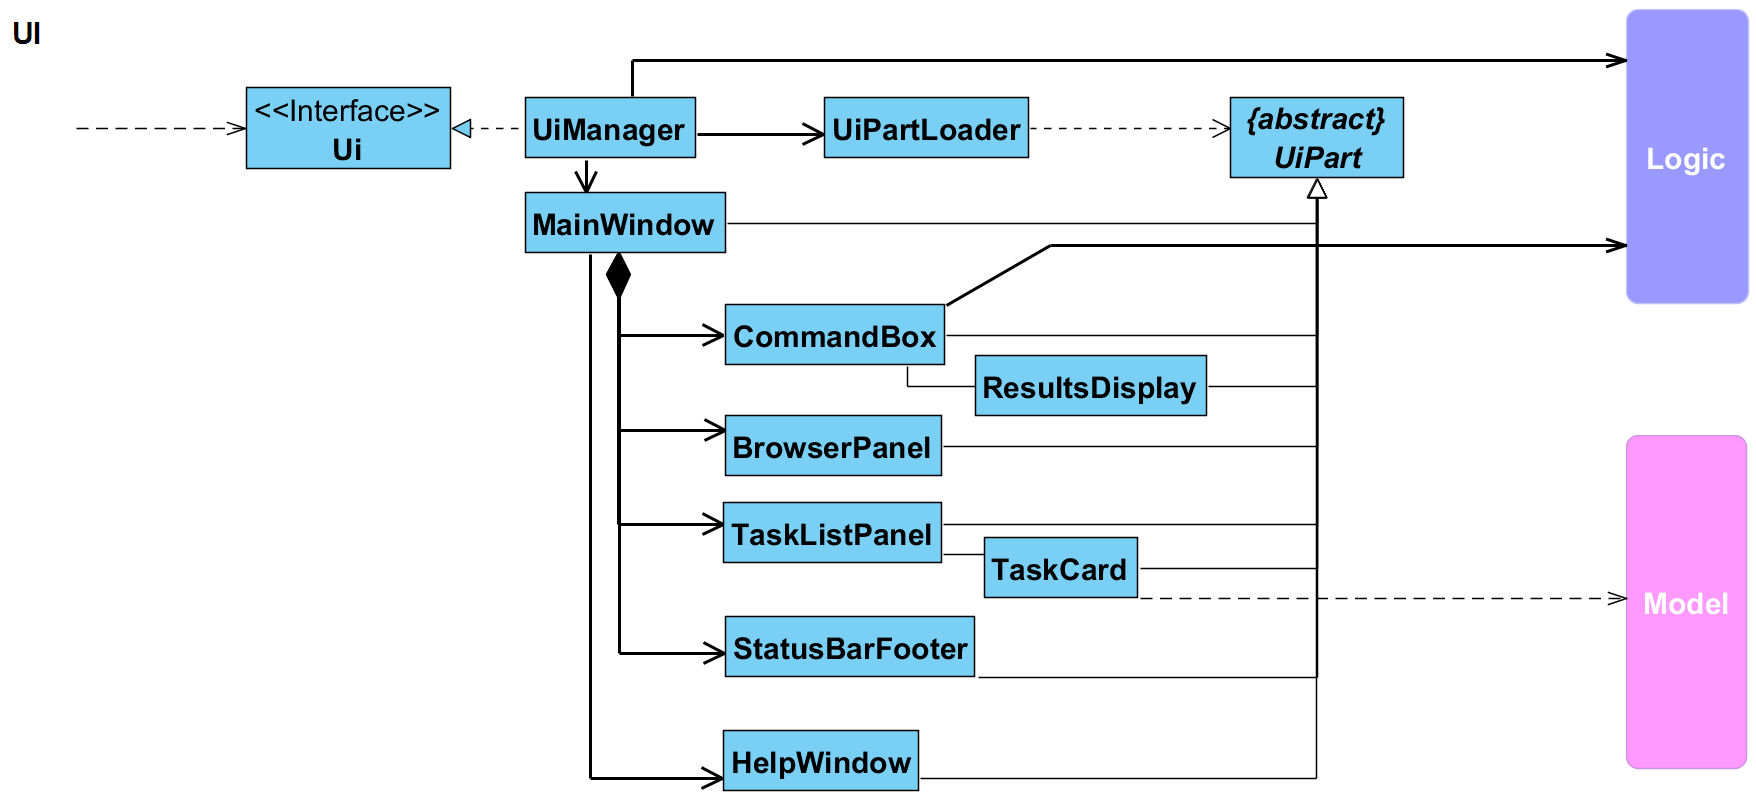 UI
<<Interface>>
Ui
UiManager
UiPartLoader
{abstract}
UiPart
Logic
MainWindow
CommandBox
ResultsDisplay
BrowserPanel
TaskListPanel
TaskCard
Model
StatusBarFooter
HelpWindow